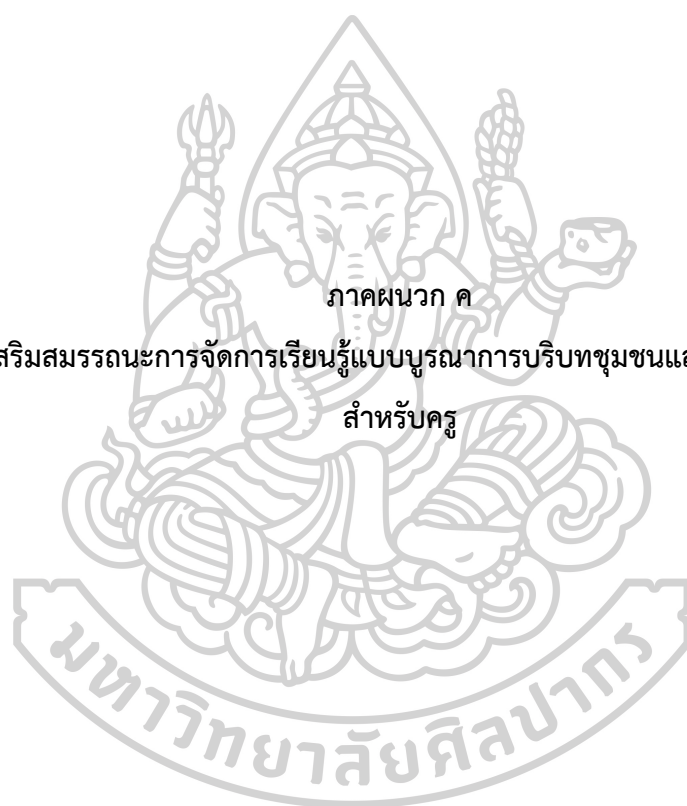 ภาคผนวก ค
สริมสมรรถนะการจัดการเรียนรู้แบบบูรณาการบริบทชุมชนแล
สำหรับครู
มหาวิทยาลัยศิลปากร